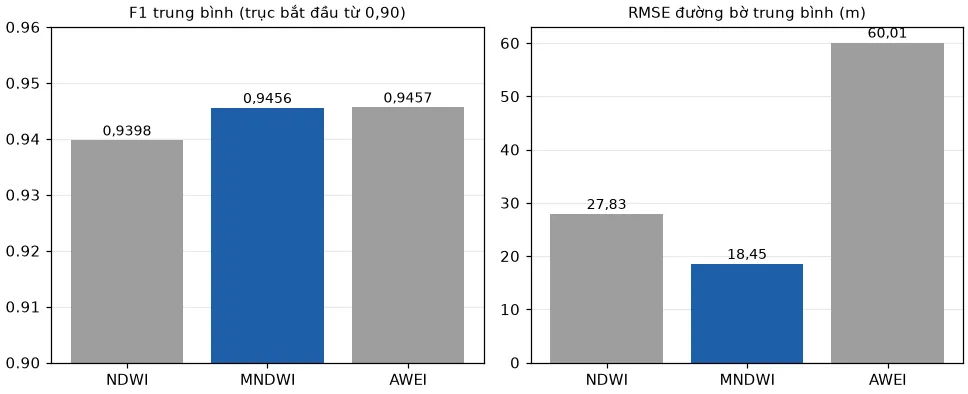 F1 trung bình (trục bắt đầu từ 0,90)
0.96
0.95
0.94
0.93
0.92
0.91
0.90
0,9398
0,9456
0,9457
NDWI
MNDWI
AWEI
RMSE đường bờ trung bình (m)
60
50
40
30
20
10
0
27,83
18,45
60,01
NDWI
MNDWI
AWEI